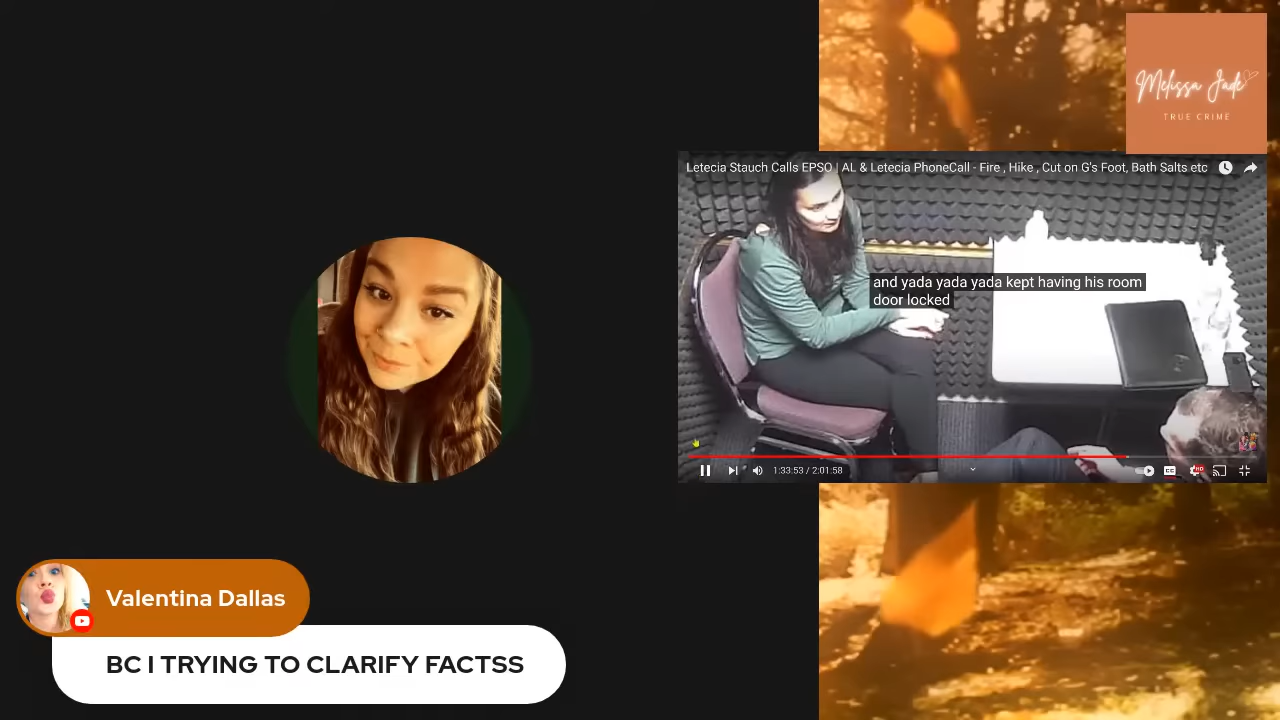 Melissa Jade
TRUE CRIME
Letecia Stauch Calls EPSO | AL & Letecia PhoneCall - Fire , Hike , Cut on G's Foot, Bath Salts etc
and yada yada yada kept having his room
door locked
1:33:53 / 2:01:58
CC
HD
Valentina Dallas
BC I TRYING TO CLARIFY FACTSS